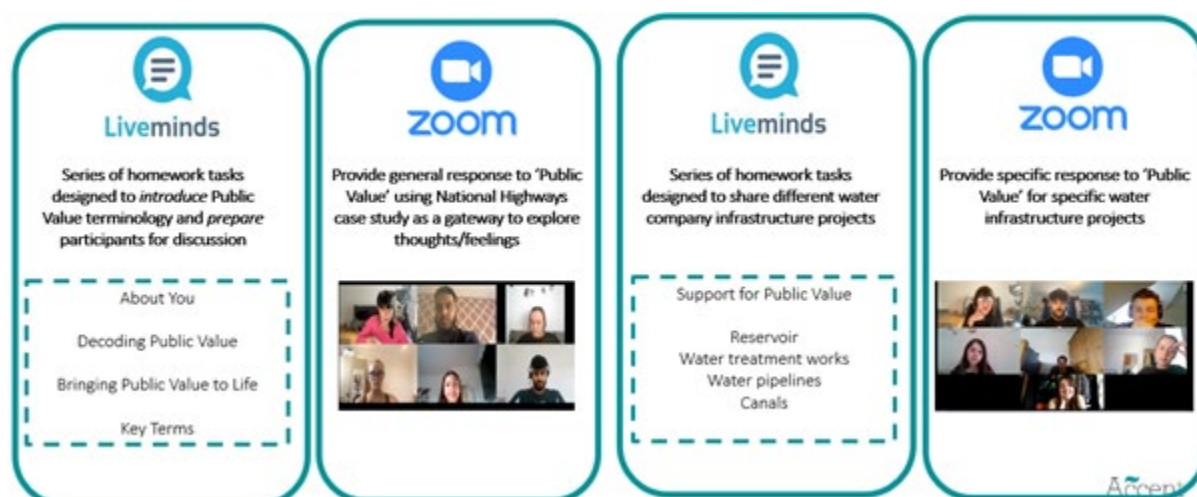 Liveminds
Series of homework tasks
designed to introduce Public
Value terminology and prepare
participants for discussion
About You
Decoding Public Value
Bringing Public Value to Life
Key Terms
zoom
Provide general response to ‘Public
Value’ using National Highways
case study as a gateway to explore
thoughts/feelings
Liveminds
Series of homework tasks
designed to share different water
company infrastructure projects
Support for Public Value
Reservoir
Water treatment works
Water pipelines
Canals
zoom
Provide specific response to ‘Public
Value’ for specific water
infrastructure projects
Accent